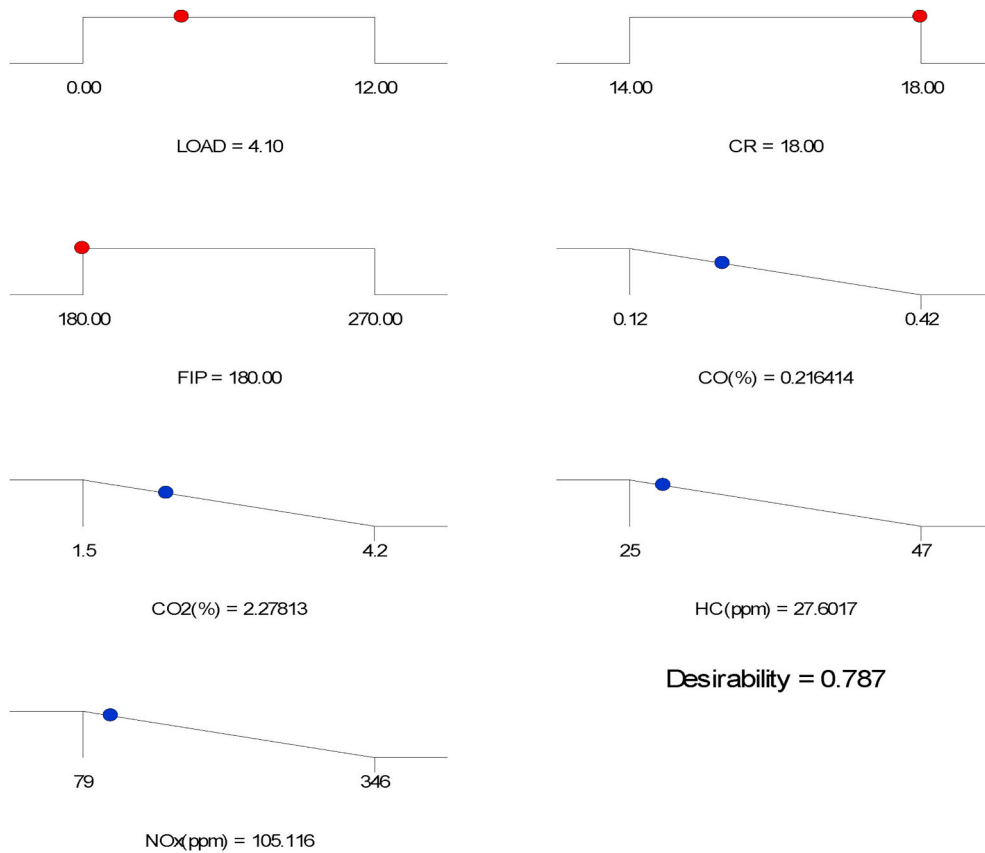 0.00 12.00
LOAD = 4.10
14.00 18.00
CR = 18.00
180.00 270.00
FIP = 180.00
0.12 0.42
CO(%) = 0.216414
1.5 4.2
CO2(%) = 2.27813
25 47
HC(ppm) = 27.6017
79 346
NOx(ppm) = 105.116
Desirability = 0.787